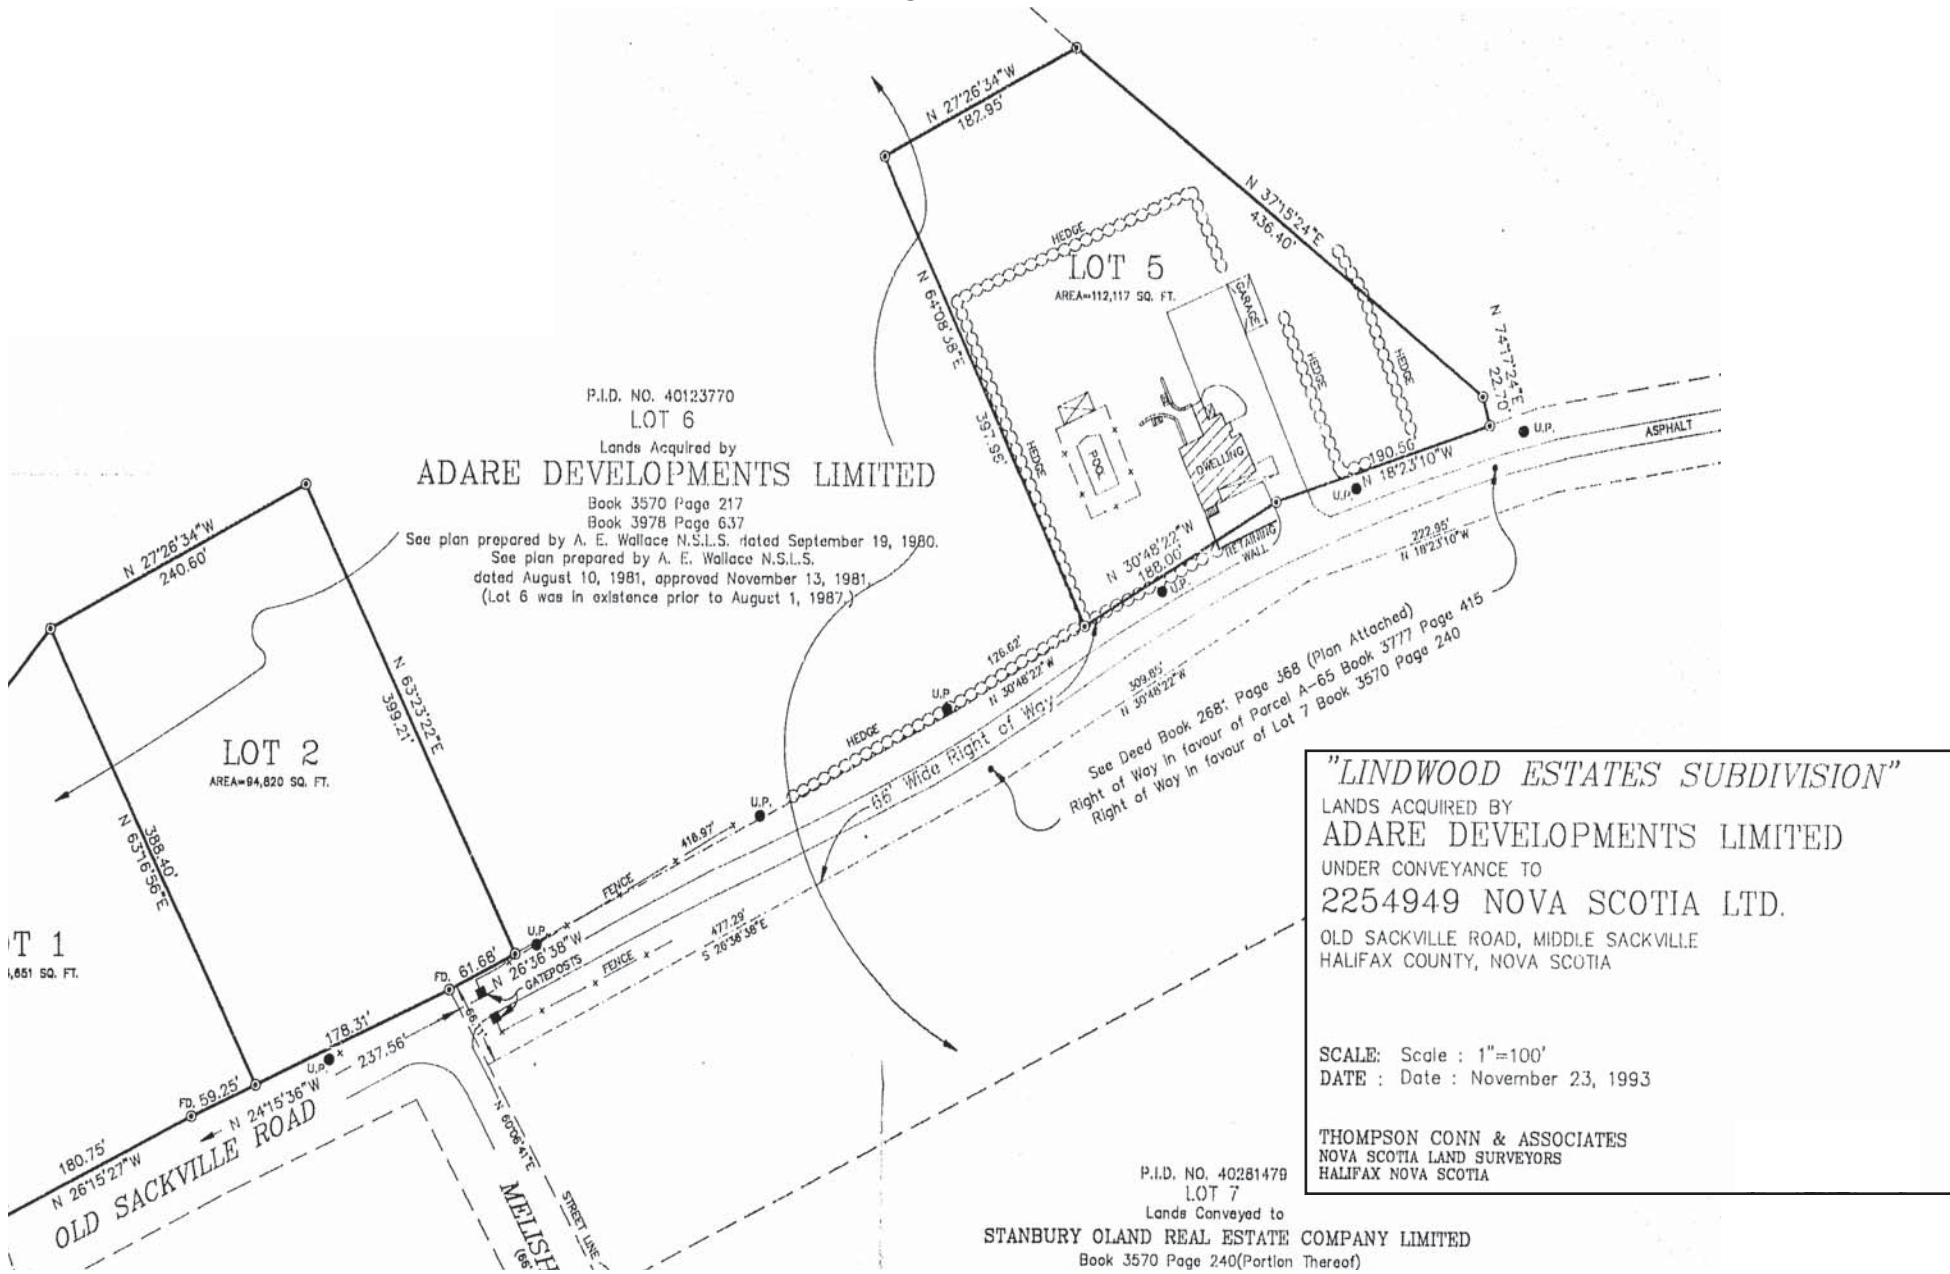 N 27°26'34"W
182.95'
N 37°15'24"E
436.40'
HEDGE
LOT 5
AREA=112,117 SQ. FT.
GARAGE
N 64°08'38"E
397.95'
HEDGE
HEDGE
HEDGE
N 74°17'24"E
22.70'
U.P.
ASPHALT
POOL
DWELLING
190.56'
N 18°23'10"W
U.P.
222.95'
N 18°23'10"W
RETAINING
WALL
N 30°48'22"W
188.00'
U.P.
P.I.D. NO. 40123770
LOT 6
Lands Acquired by
ADARE DEVELOPMENTS LIMITED
Book 3570 Page 217
Book 3978 Page 637
See plan prepared by A. E. Wallace N.S.L.S. dated September 19, 1980.
See plan prepared by A. E. Wallace N.S.L.S.
dated August 10, 1981, approved November 13, 1981.
(Lot 6 was in existence prior to August 1, 1987.)
N 27°26'34"W
240.60'
N 63°23'22"E
399.21'
LOT 2
AREA=94,820 SQ. FT.
388.40'
N 63°16'56"E
126.62'
N 30°48'22"W
U.P.
HEDGE
66' Wide Right of Way
309.85'
N 30°48'22"W
See Deed Book 268: Page 368 (Plan Attached)
Right of Way in favour of Parcel A-65 Book 3777 Page 415
Right of Way in favour of Lot 7 Book 3570 Page 240
U.P.
416.97'
FENCE
477.29'
S 26°36'38"E
FENCE
U.P.
N 26°36'38"W
GATEPOSTS
FD. 61.68'
66.11'
T 1
,651 SQ. FT.
178.31'
237.56'
U.P.
FD. 59.25'
N 24°15'36"W
180.75'
N 26°15'27"W
OLD SACKVILLE ROAD
N 60°06'41"E
STREET LINE
MELISH
(66'
"LINDWOOD ESTATES SUBDIVISION"
LANDS ACQUIRED BY
ADARE DEVELOPMENTS LIMITED
UNDER CONVEYANCE TO
2254949 NOVA SCOTIA LTD.
OLD SACKVILLE ROAD, MIDDLE SACKVILLE
HALIFAX COUNTY, NOVA SCOTIA
SCALE: Scale : 1"=100'
DATE : Date : November 23, 1993
THOMPSON CONN & ASSOCIATES
NOVA SCOTIA LAND SURVEYORS
HALIFAX NOVA SCOTIA
P.I.D. NO. 40281479
LOT 7
Lands Conveyed to
STANBURY OLAND REAL ESTATE COMPANY LIMITED
Book 3570 Page 240(Portion Thereof)